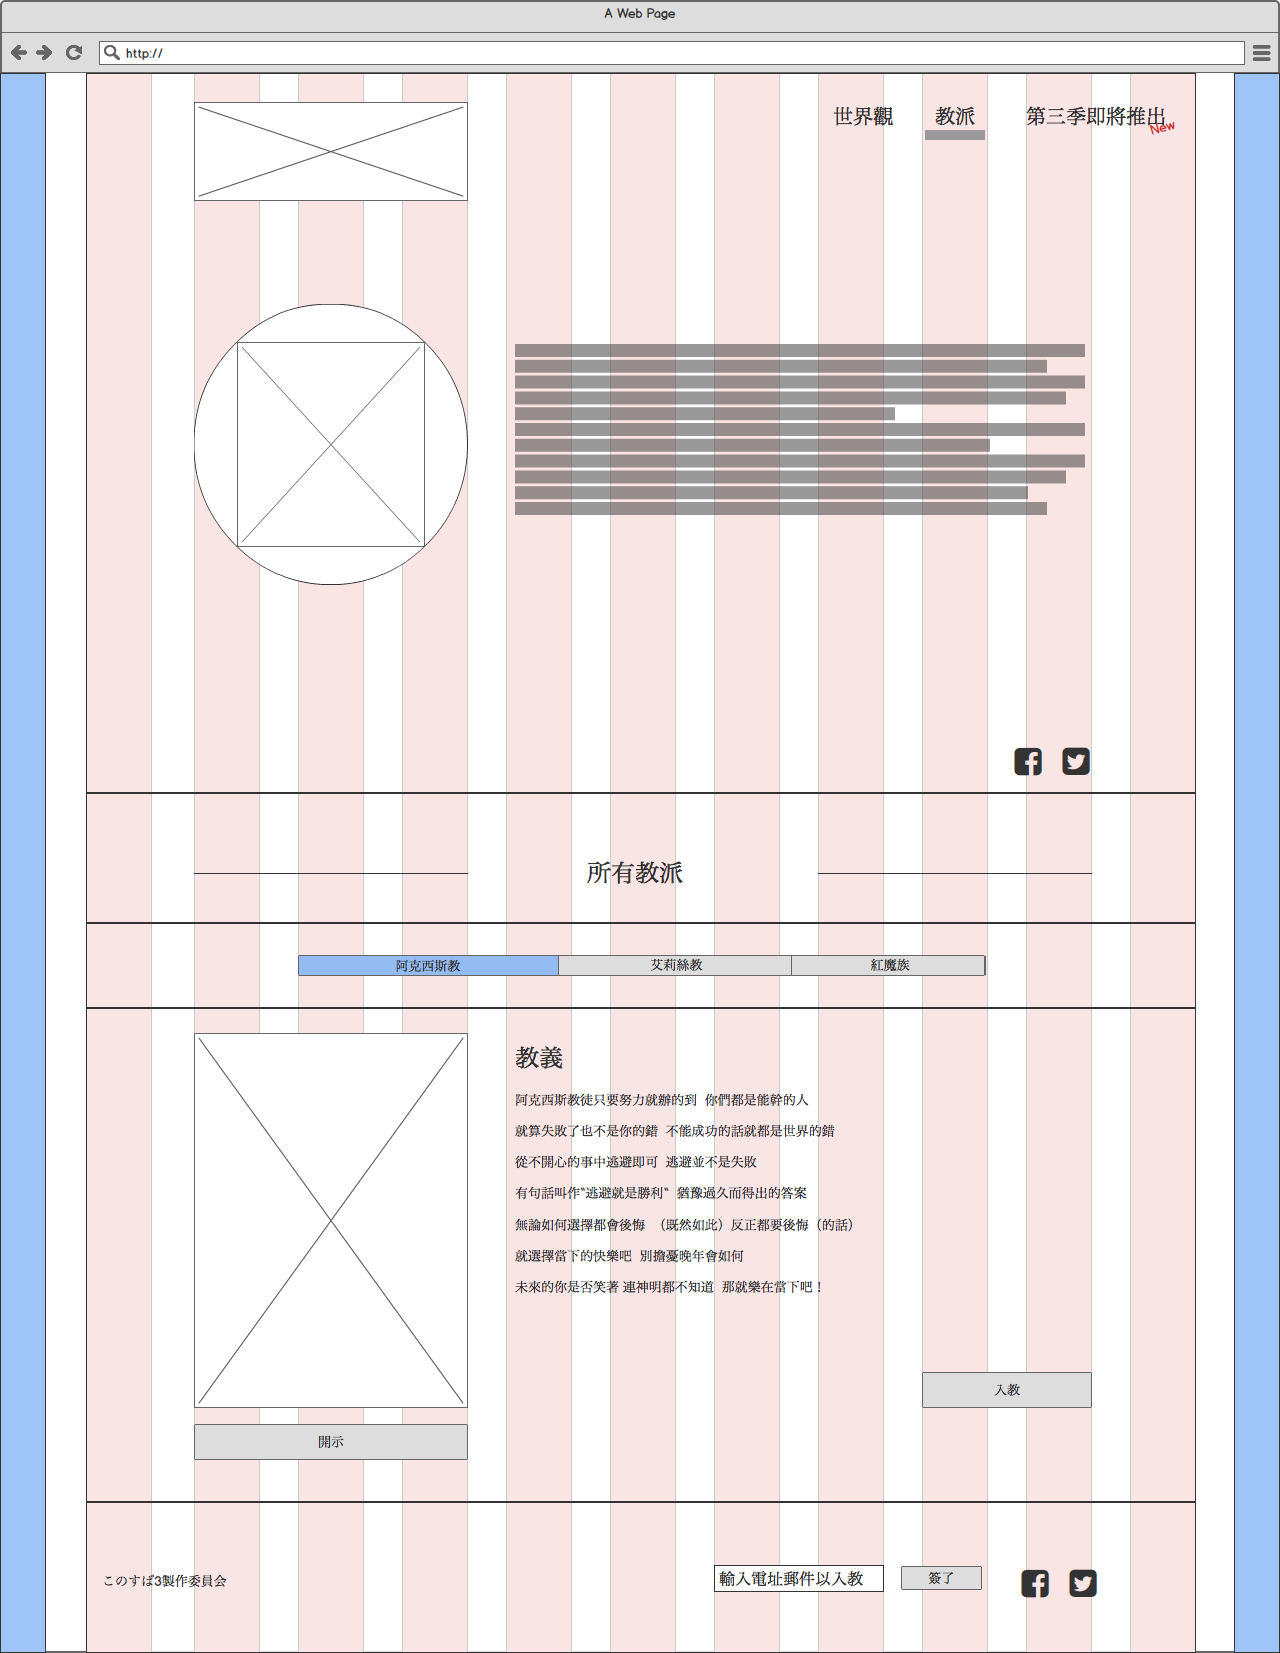 A Web Page
http://
世界觀
教派
第三季即將推出
New
所有教派
阿克西斯教
艾莉絲教
紅魔族
教義
阿克西斯教徒只要努力就辦的到 你們都是能幹的人
就算失敗了也不是你的錯 不能成功的話就都是世界的錯
從不開心的事中逃避即可 逃避並不是失敗
有句話叫作〝逃避就是勝利〝 猶豫過久而得出的答案
無論如何選擇都會後悔 （既然如此）反正都要後悔（的話）
就選擇當下的快樂吧 別擔憂晚年會如何
未來的你是否笑著 連神明都不知道 那就樂在當下吧！
入教
開示
このすば3製作委員会
輸入電址郵件以入教
簽了